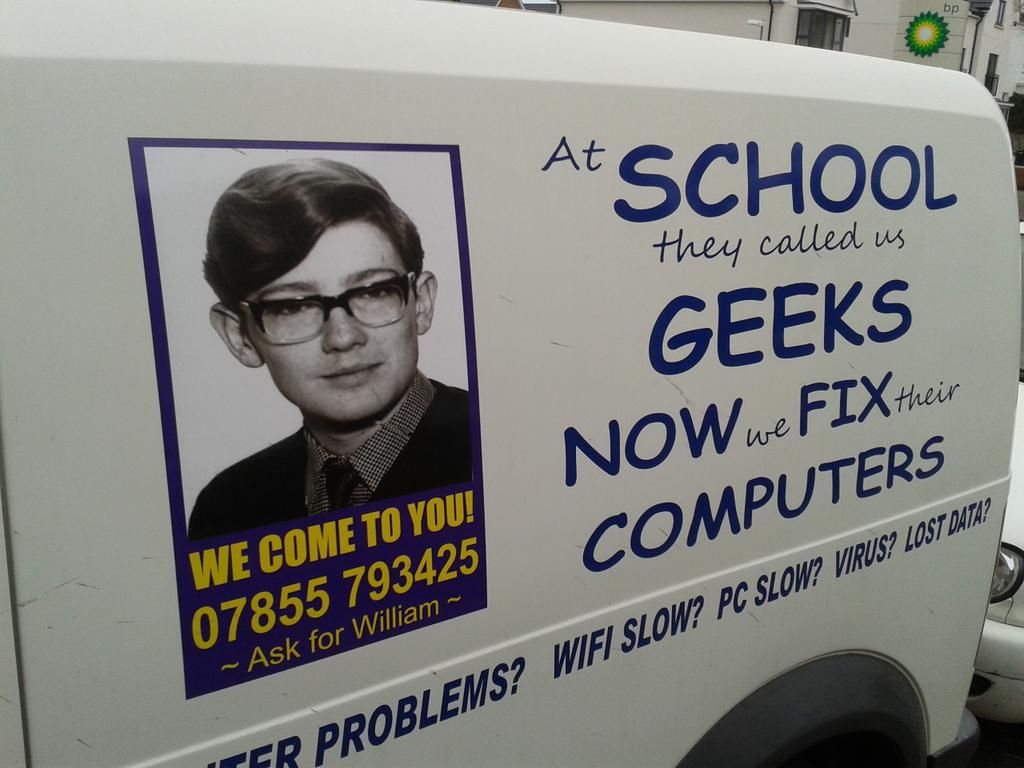 bp
At SCHOOL
they called us
GEEKS
NOW we FIX their
COMPUTERS
WE COME TO YOU!
07855 793425
~ Ask for William ~
TER PROBLEMS? WIFI SLOW? PC SLOW? VIRUS? LOST DATA?